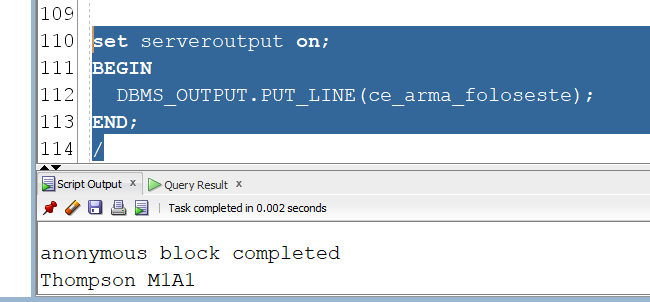 109
110 set serveroutput on;
111 BEGIN
112 DBMS_OUTPUT.PUT_LINE(ce_arma_foloseste);
113 END;
114 /
Script Output x Query Result x
Task completed in 0.002 seconds
anonymous block completed
Thompson M1A1